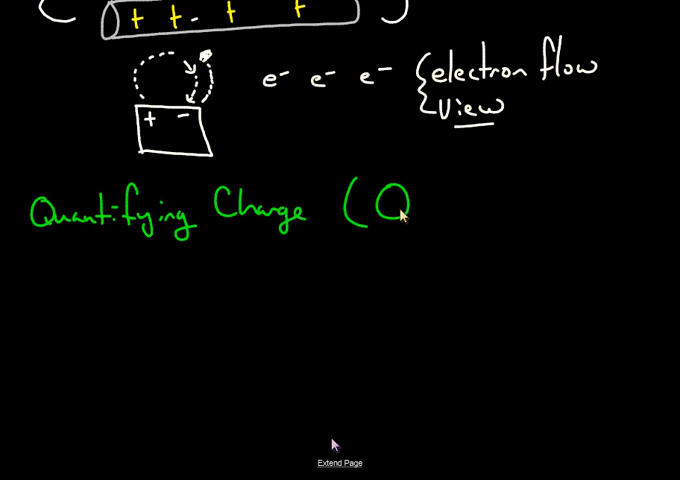 + + - + +
e⁻ e⁻ e⁻ {electron flow
view
+ -
Quantifying Charge (Q
Extend Page